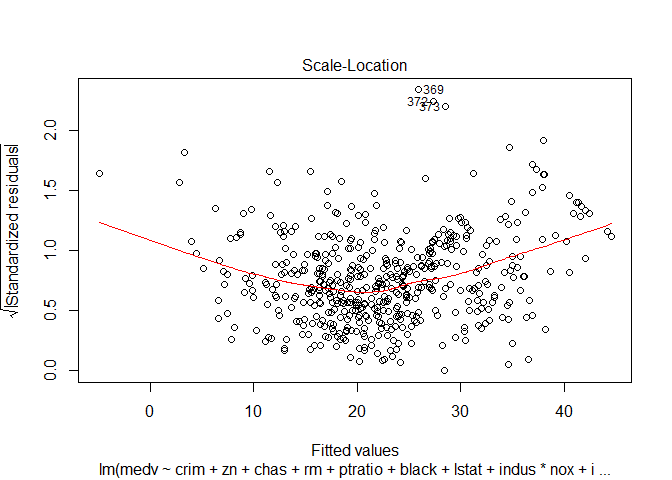 Scale-Location
√|Standardized residuals|
2.0
1.5
1.0
0.5
0.0
369
372
373
0 10 20 30 40
Fitted values
lm(medv ~ crim + zn + chas + rm + ptratio + black + lstat + indus * nox + i ...